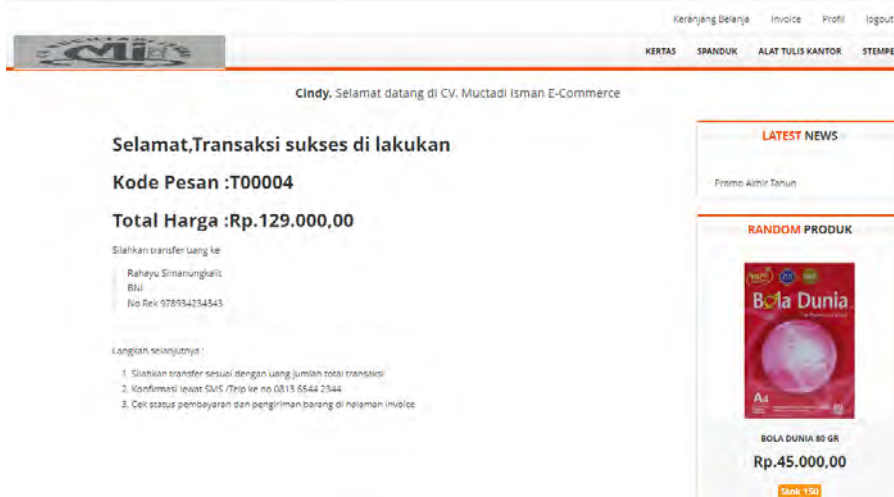 Keranjang Belanja Invoice Profil logout
KERTAS SPANDUK ALAT TULIS KANTOR STEMPE
Cindy. Selamat datang di CV. Muctadi Isman E-Commerce
Selamat,Transaksi sukses di lakukan
Kode Pesan :T00004
Total Harga :Rp.129.000,00
Silahkan transfer uang ke
Rahayu Simanungkalit
BNI
No Rek 978934234343
Langkah selanjutnya :
1. Silahkan transfer sesuai dengan uang jumlah total transaksi
2. Konfirmasi lewat SMS /Telp ke no 0813 6544 2344
3. Cek status pembayaran dan pengiriman barang di halaman invoice
LATEST NEWS
Promo Akhir Tahun
RANDOM PRODUK
Bola Dunia
A4
80
BOLA DUNIA 80 GR
Rp.45.000,00
Stok 150